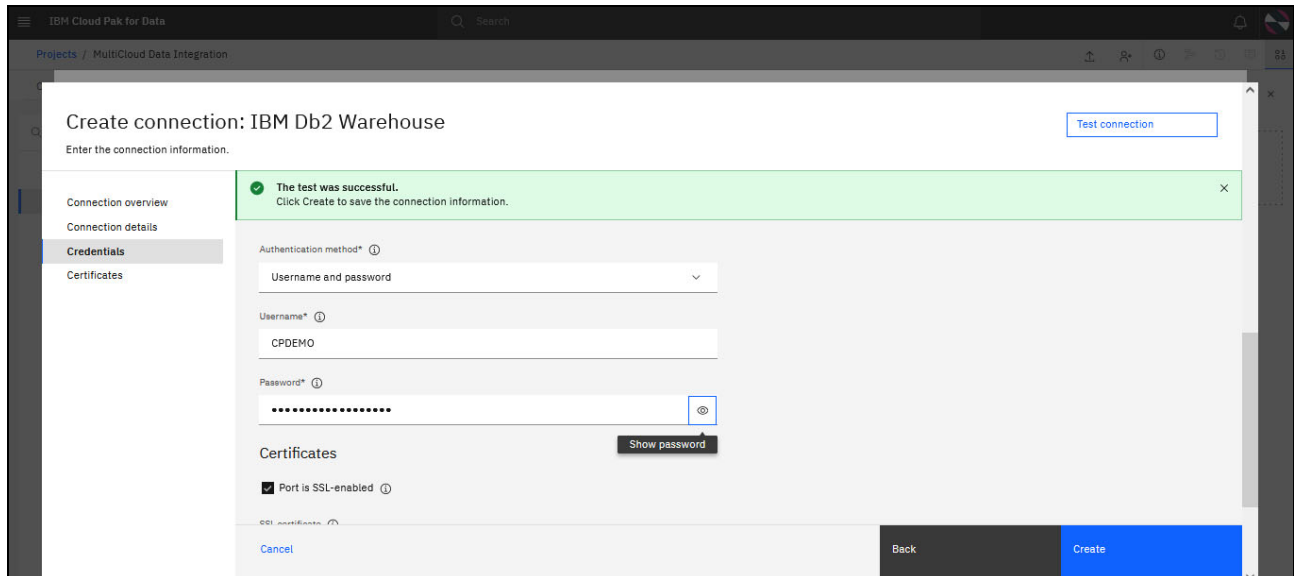 IBM Cloud Pak for Data
Search
Projects / MultiCloud Data Integration
Create connection: IBM Db2 Warehouse
Test connection
Enter the connection information.
Connection overview
Connection details
Credentials
Certificates
The test was successful.
Click Create to save the connection information.
Authentication method*
Username and password
Username*
CPDEMO
Password*
••••••••••••••••••
Show password
Certificates
Port is SSL-enabled
SSL certificate
Cancel
Back
Create